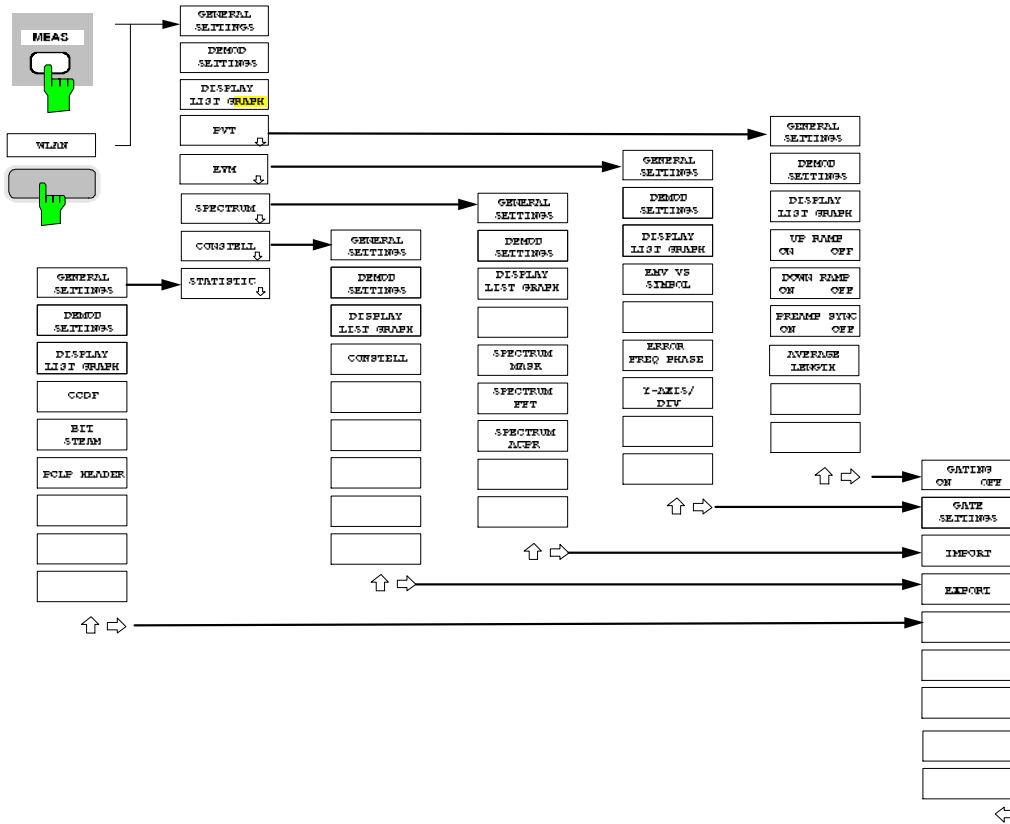 MEAS
WLAN
GENERAL
SETTINGS
DEMOD
SETTINGS
DISPLAY
LIST GRAPH
PVT
EVM
SPECTRUM
CONSTELL
STATISTIC
GENERAL
SETTINGS
DEMOD
SETTINGS
DISPLAY
LIST GRAPH
CCDF
BIT
STEAM
PCLP HEADER
GENERAL
SETTINGS
DEMOD
SETTINGS
DISPLAY
LIST GRAPH
CONSTELL
GENERAL
SETTINGS
DEMOD
SETTINGS
DISPLAY
LIST GRAPH
SPECTRUM
MASK
SPECTRUM
FFT
SPECTRUM
ACPR
GENERAL
SETTINGS
DEMOD
SETTINGS
DISPLAY
LIST GRAPH
EMV VS
SYMBOL
ERROR
FREQ PHASE
Y-AXIS/
DIV
GENERAL
SETTINGS
DEMOD
SETTINGS
DISPLAY
LIST GRAPH
UP RAMP
ON OFF
DOWN RAMP
ON OFF
PREAMP SYNC
ON OFF
AVERAGE
LENGTH
GATING
ON OFF
GATE
SETTINGS
IMPORT
EXPORT